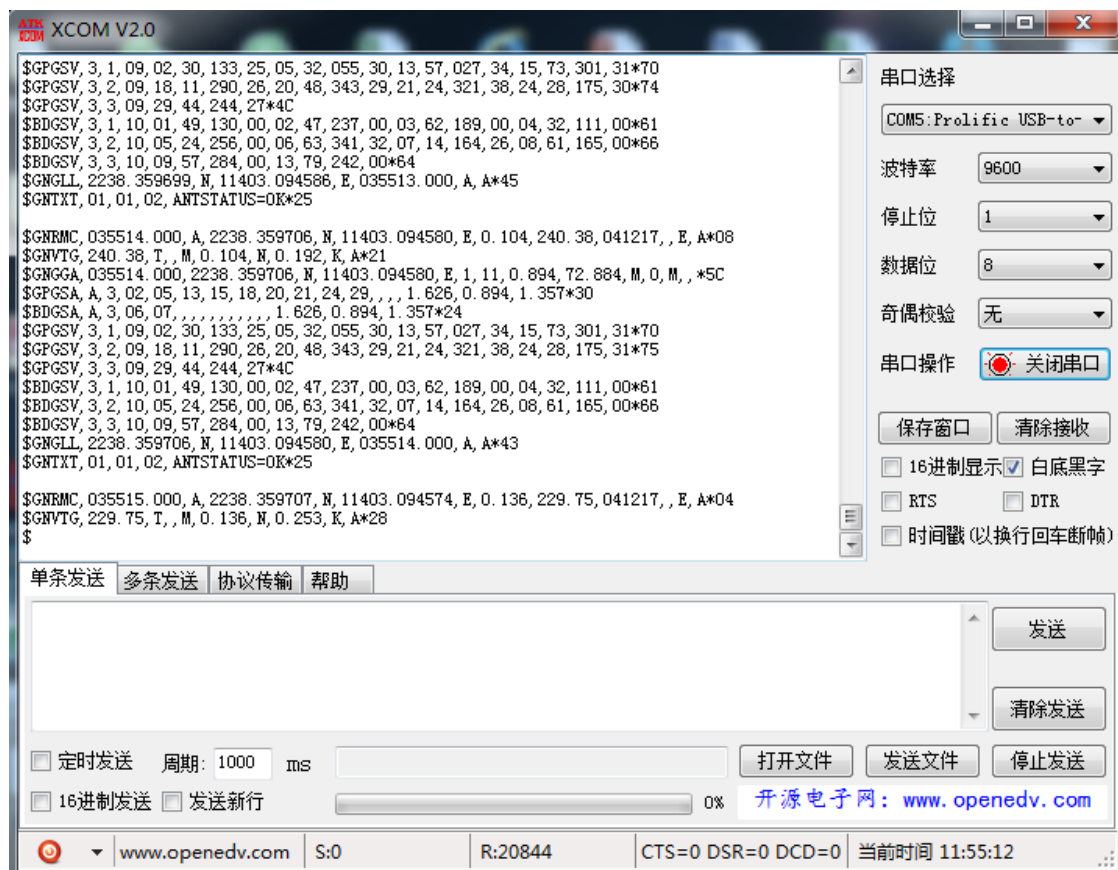 ATK XCOM XCOM V2.0
$GPGSV, 3, 1, 09, 02, 30, 133, 25, 05, 32, 055, 30, 13, 57, 027, 34, 15, 73, 301, 31*70
$GPGSV, 3, 2, 09, 18, 11, 290, 26, 20, 48, 343, 29, 21, 24, 321, 38, 24, 28, 175, 30*74
$GPGSV, 3, 3, 09, 29, 44, 244, 27*4C
$BDGSV, 3, 1, 10, 01, 49, 130, 00, 02, 47, 237, 00, 03, 62, 189, 00, 04, 32, 111, 00*61
$BDGSV, 3, 2, 10, 05, 24, 256, 00, 06, 63, 341, 32, 07, 14, 164, 26, 08, 61, 165, 00*66
$BDGSV, 3, 3, 10, 09, 57, 284, 00, 13, 79, 242, 00*64
$GNGLL, 2238. 359699, N, 11403. 094586, E, 035513. 000, A, A*45
$GNTXT, 01, 01, 02, ANTSTATUS=OK*25
$GNRMC, 035514. 000, A, 2238. 359706, N, 11403. 094580, E, 0. 104, 240. 38, 041217, , E, A*08
$GNVTG, 240. 38, T, , M, 0. 104, N, 0. 192, K, A*21
$GNGGA, 035514. 000, 2238. 359706, N, 11403. 094580, E, 1, 11, 0. 894, 72. 884, M, 0, M, , *5C
$GPGSA, A, 3, 02, 05, 13, 15, 18, 20, 21, 24, 29, , , , 1. 626, 0. 894, 1. 357*30
$BDGSA, A, 3, 06, 07, , , , , , , , , , , 1. 626, 0. 894, 1. 357*24
$GPGSV, 3, 1, 09, 02, 30, 133, 25, 05, 32, 055, 30, 13, 57, 027, 34, 15, 73, 301, 31*70
$GPGSV, 3, 2, 09, 18, 11, 290, 26, 20, 48, 343, 29, 21, 24, 321, 38, 24, 28, 175, 31*75
$GPGSV, 3, 3, 09, 29, 44, 244, 27*4C
$BDGSV, 3, 1, 10, 01, 49, 130, 00, 02, 47, 237, 00, 03, 62, 189, 00, 04, 32, 111, 00*61
$BDGSV, 3, 2, 10, 05, 24, 256, 00, 06, 63, 341, 32, 07, 14, 164, 26, 08, 61, 165, 00*66
$BDGSV, 3, 3, 10, 09, 57, 284, 00, 13, 79, 242, 00*64
$GNGLL, 2238. 359706, N, 11403. 094580, E, 035514. 000, A, A*43
$GNTXT, 01, 01, 02, ANTSTATUS=OK*25
$GNRMC, 035515. 000, A, 2238. 359707, N, 11403. 094574, E, 0. 136, 229. 75, 041217, , E, A*04
$GNVTG, 229. 75, T, , M, 0. 136, N, 0. 253, K, A*28
$
串口选择
COM5:Prolific USB-to-
波特率 9600
停止位 1
数据位 8
奇偶校验 无
串口操作 关闭串口
保存窗口 清除接收
16进制显示 白底黑字
RTS DTR
时间戳(以换行回车断帧)
单条发送 多条发送 协议传输 帮助
发送
清除发送
定时发送 周期: 1000 ms 打开文件 发送文件 停止发送
16进制发送 发送新行 0% 开源电子网: www.openedv.com
www.openedv.com S:0 R:20844 CTS=0 DSR=0 DCD=0 当前时间 11:55:12